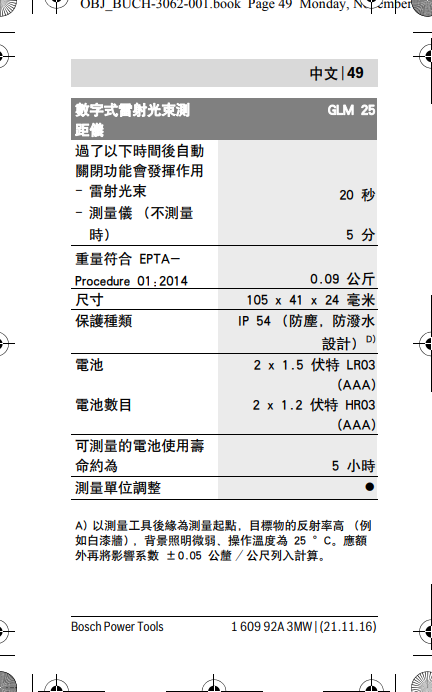 OBJ_BUCH-3062-001.book Page 49 Monday,
中文 | 49
數字式雷射光束測 GLM 25
距儀
過了以下時間後自動
關閉功能會發揮作用
– 雷射光束 20 秒
– 測量儀 (不測量
時) 5 分
重量符合 EPTA–
Procedure 01:2014 0.09 公斤
尺寸 105 x 41 x 24 毫米
保護種類 IP 54 (防塵，防潑水
設計) D)
電池 2 x 1.5 伏特 LR03
(AAA)
電池數目 2 x 1.2 伏特 HR03
(AAA)
可測量的電池使用壽
命約為 5 小時
測量單位調整 ●
A) 以測量工具後緣為測量起點，目標物的反射率高 (例
如白漆牆)，背景照明微弱、操作溫度為 25 ° C。應額
外再將影響系數 ±0.05 公釐／公尺列入計算。
Bosch Power Tools 1 609 92A 3MW | (21.11.16)